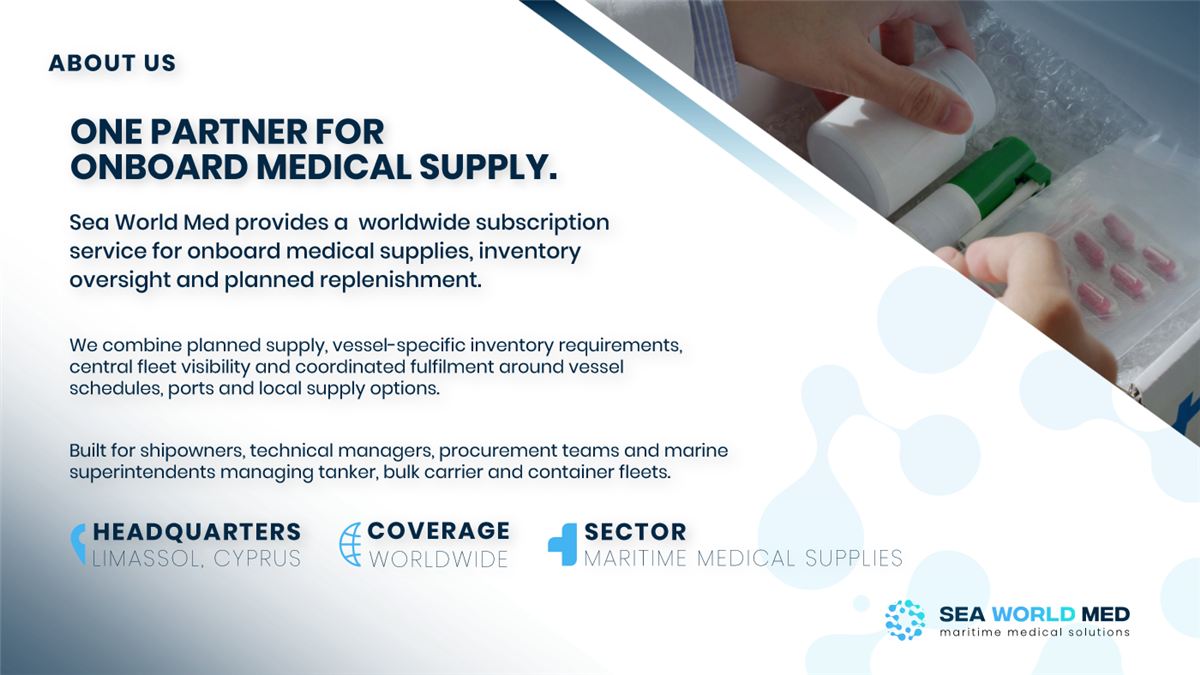 ABOUT US
ONE PARTNER FOR
ONBOARD MEDICAL SUPPLY.
Sea World Med provides a worldwide subscription
service for onboard medical supplies, inventory
oversight and planned replenishment.
We combine planned supply, vessel-specific inventory requirements,
central fleet visibility and coordinated fulfilment around vessel
schedules, ports and local supply options.
Built for shipowners, technical managers, procurement teams and marine
superintendents managing tanker, bulk carrier and container fleets.
HEADQUARTERS
LIMASSOL, CYPRUS
COVERAGE
WORLDWIDE
SECTOR
MARITIME MEDICAL SUPPLIES
SEA WORLD MED
maritime medical solutions